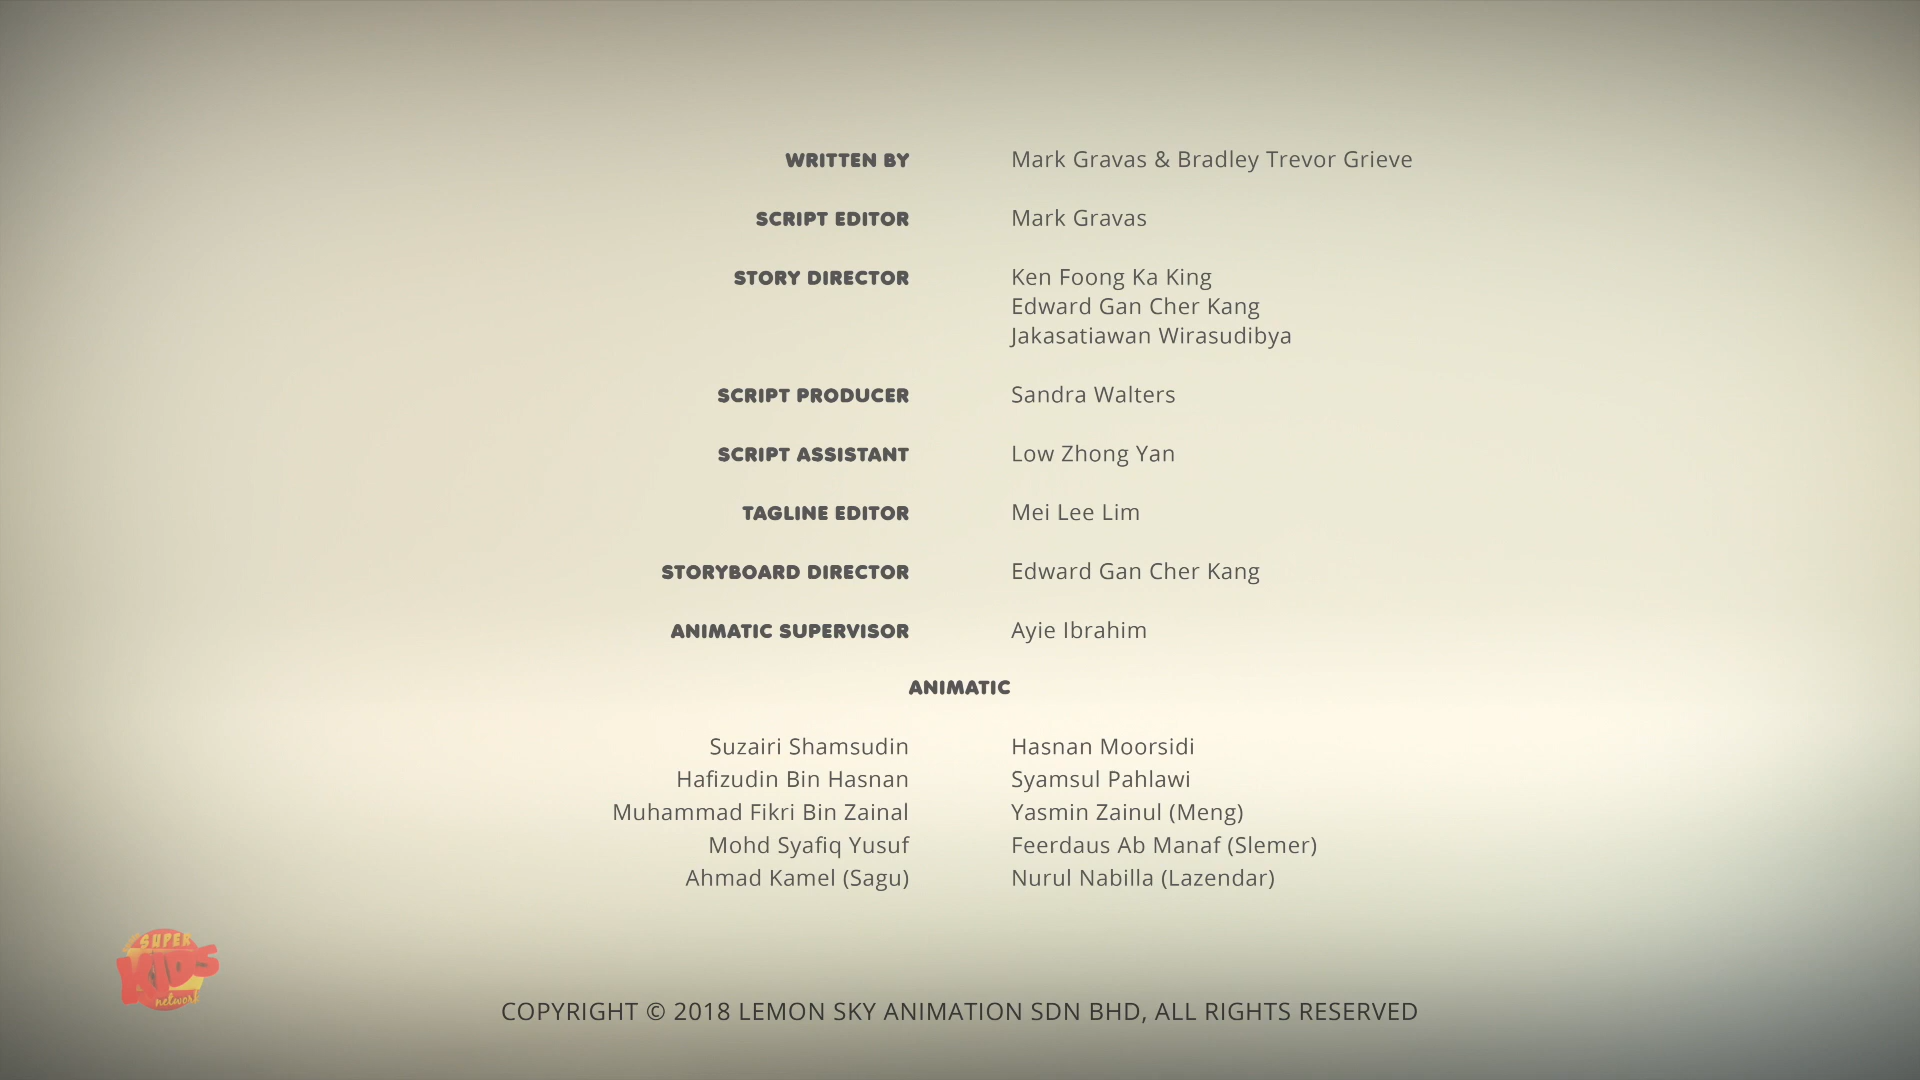 WRITTEN BY Mark Gravas & Bradley Trevor Grieve
SCRIPT EDITOR Mark Gravas
STORY DIRECTOR Ken Foong Ka King
Edward Gan Cher Kang
Jakasatiawan Wirasudibya
SCRIPT PRODUCER Sandra Walters
SCRIPT ASSISTANT Low Zhong Yan
TAGLINE EDITOR Mei Lee Lim
STORYBOARD DIRECTOR Edward Gan Cher Kang
ANIMATIC SUPERVISOR Ayie Ibrahim
ANIMATIC
Suzairi Shamsudin Hasnan Moorsidi
Hafizudin Bin Hasnan Syamsul Pahlawi
Muhammad Fikri Bin Zainal Yasmin Zainul (Meng)
Mohd Syafiq Yusuf Feerdaus Ab Manaf (Slemer)
Ahmad Kamel (Sagu) Nurul Nabilla (Lazendar)
SUPER
KIDS
network
COPYRIGHT © 2018 LEMON SKY ANIMATION SDN BHD, ALL RIGHTS RESERVED